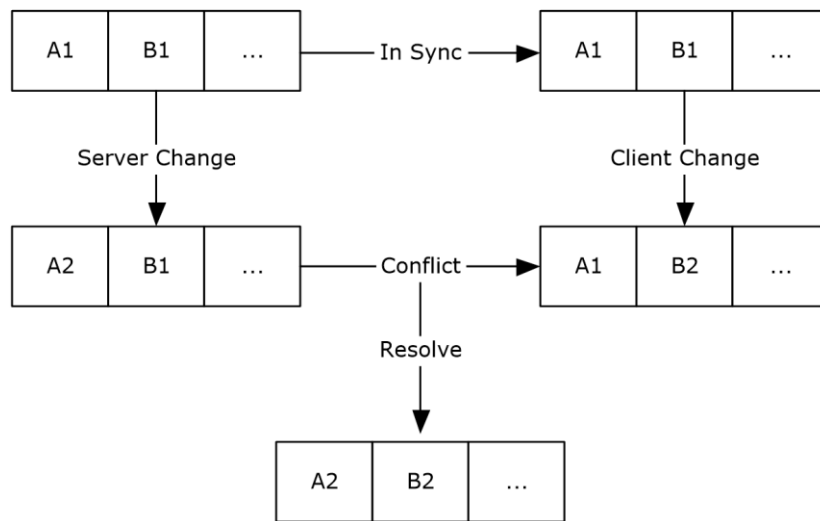 A1 B1 ... In Sync A1 B1 ...
Server Change Client Change
A2 B1 ... Conflict A1 B2 ...
Resolve
A2 B2 ...